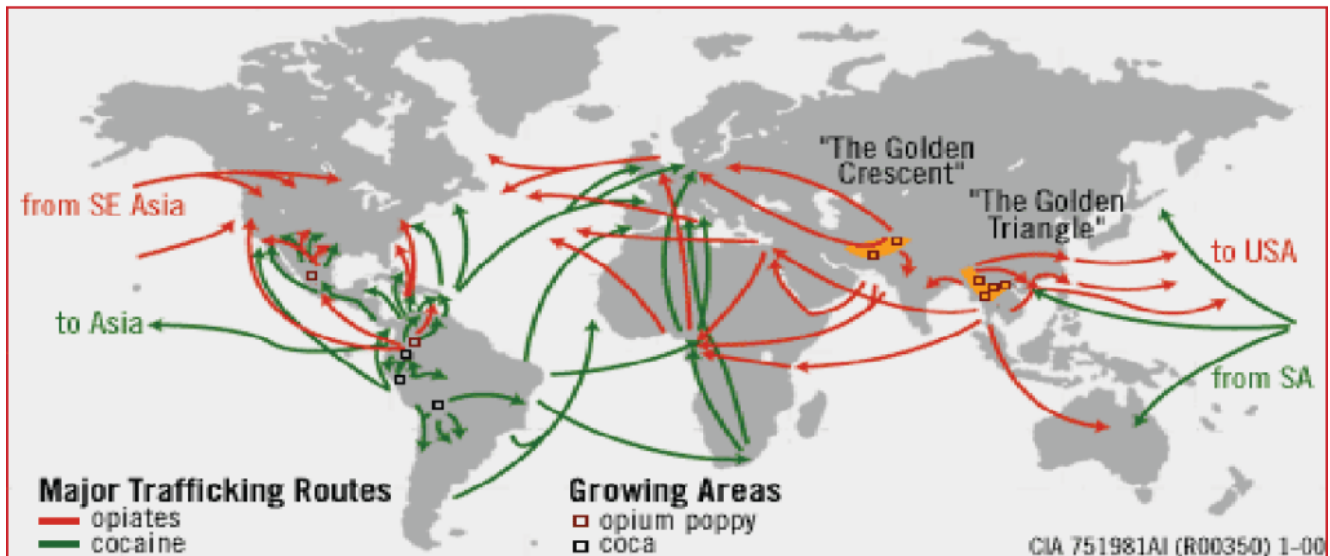 "The Golden
Crescent"
"The Golden
Triangle"
from SE Asia
to USA
to Asia
from SA
Major Trafficking Routes
opiates
cocaine
Growing Areas
opium poppy
coca
CIA 751981AI (R00350) 1-00